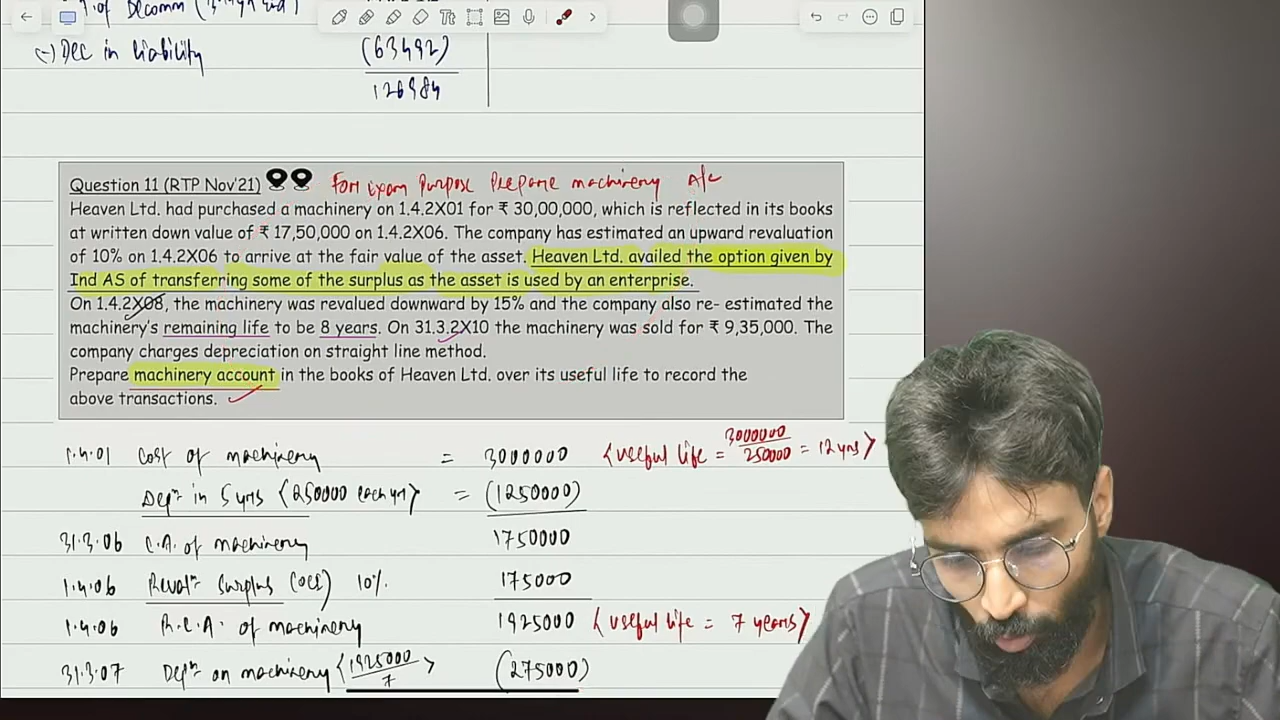 (-) Dec in liability (63492)
126984
Question 11 (RTP Nov'21) For Exam Purpose Prepare machinery A/c
Heaven Ltd. had purchased a machinery on 1.4.2X01 for ₹ 30,00,000, which is reflected in its books
at written down value of ₹ 17,50,000 on 1.4.2X06. The company has estimated an upward revaluation
of 10% on 1.4.2X06 to arrive at the fair value of the asset. Heaven Ltd. availed the option given by
Ind AS of transferring some of the surplus as the asset is used by an enterprise.
On 1.4.2X08, the machinery was revalued downward by 15% and the company also re- estimated the
machinery's remaining life to be 8 years. On 31.3.2X10 the machinery was sold for ₹ 9,35,000. The
company charges depreciation on straight line method.
Prepare machinery account in the books of Heaven Ltd. over its useful life to record the
above transactions.
1.4.01 Cost of machinery = 3000000 <useful life = 3000000/250000 = 12 yrs>
Depn in 5 yrs <250000 each yr> = (1250000)
31.3.06 C.A. of machinery 1750000
1.4.06 Revaln Surplus (OCI) 10% 175000
1.4.06 R.C.A. of machinery 1925000 <useful life = 7 years>
31.3.07 Depn on machinery <1925000/7> (275000)